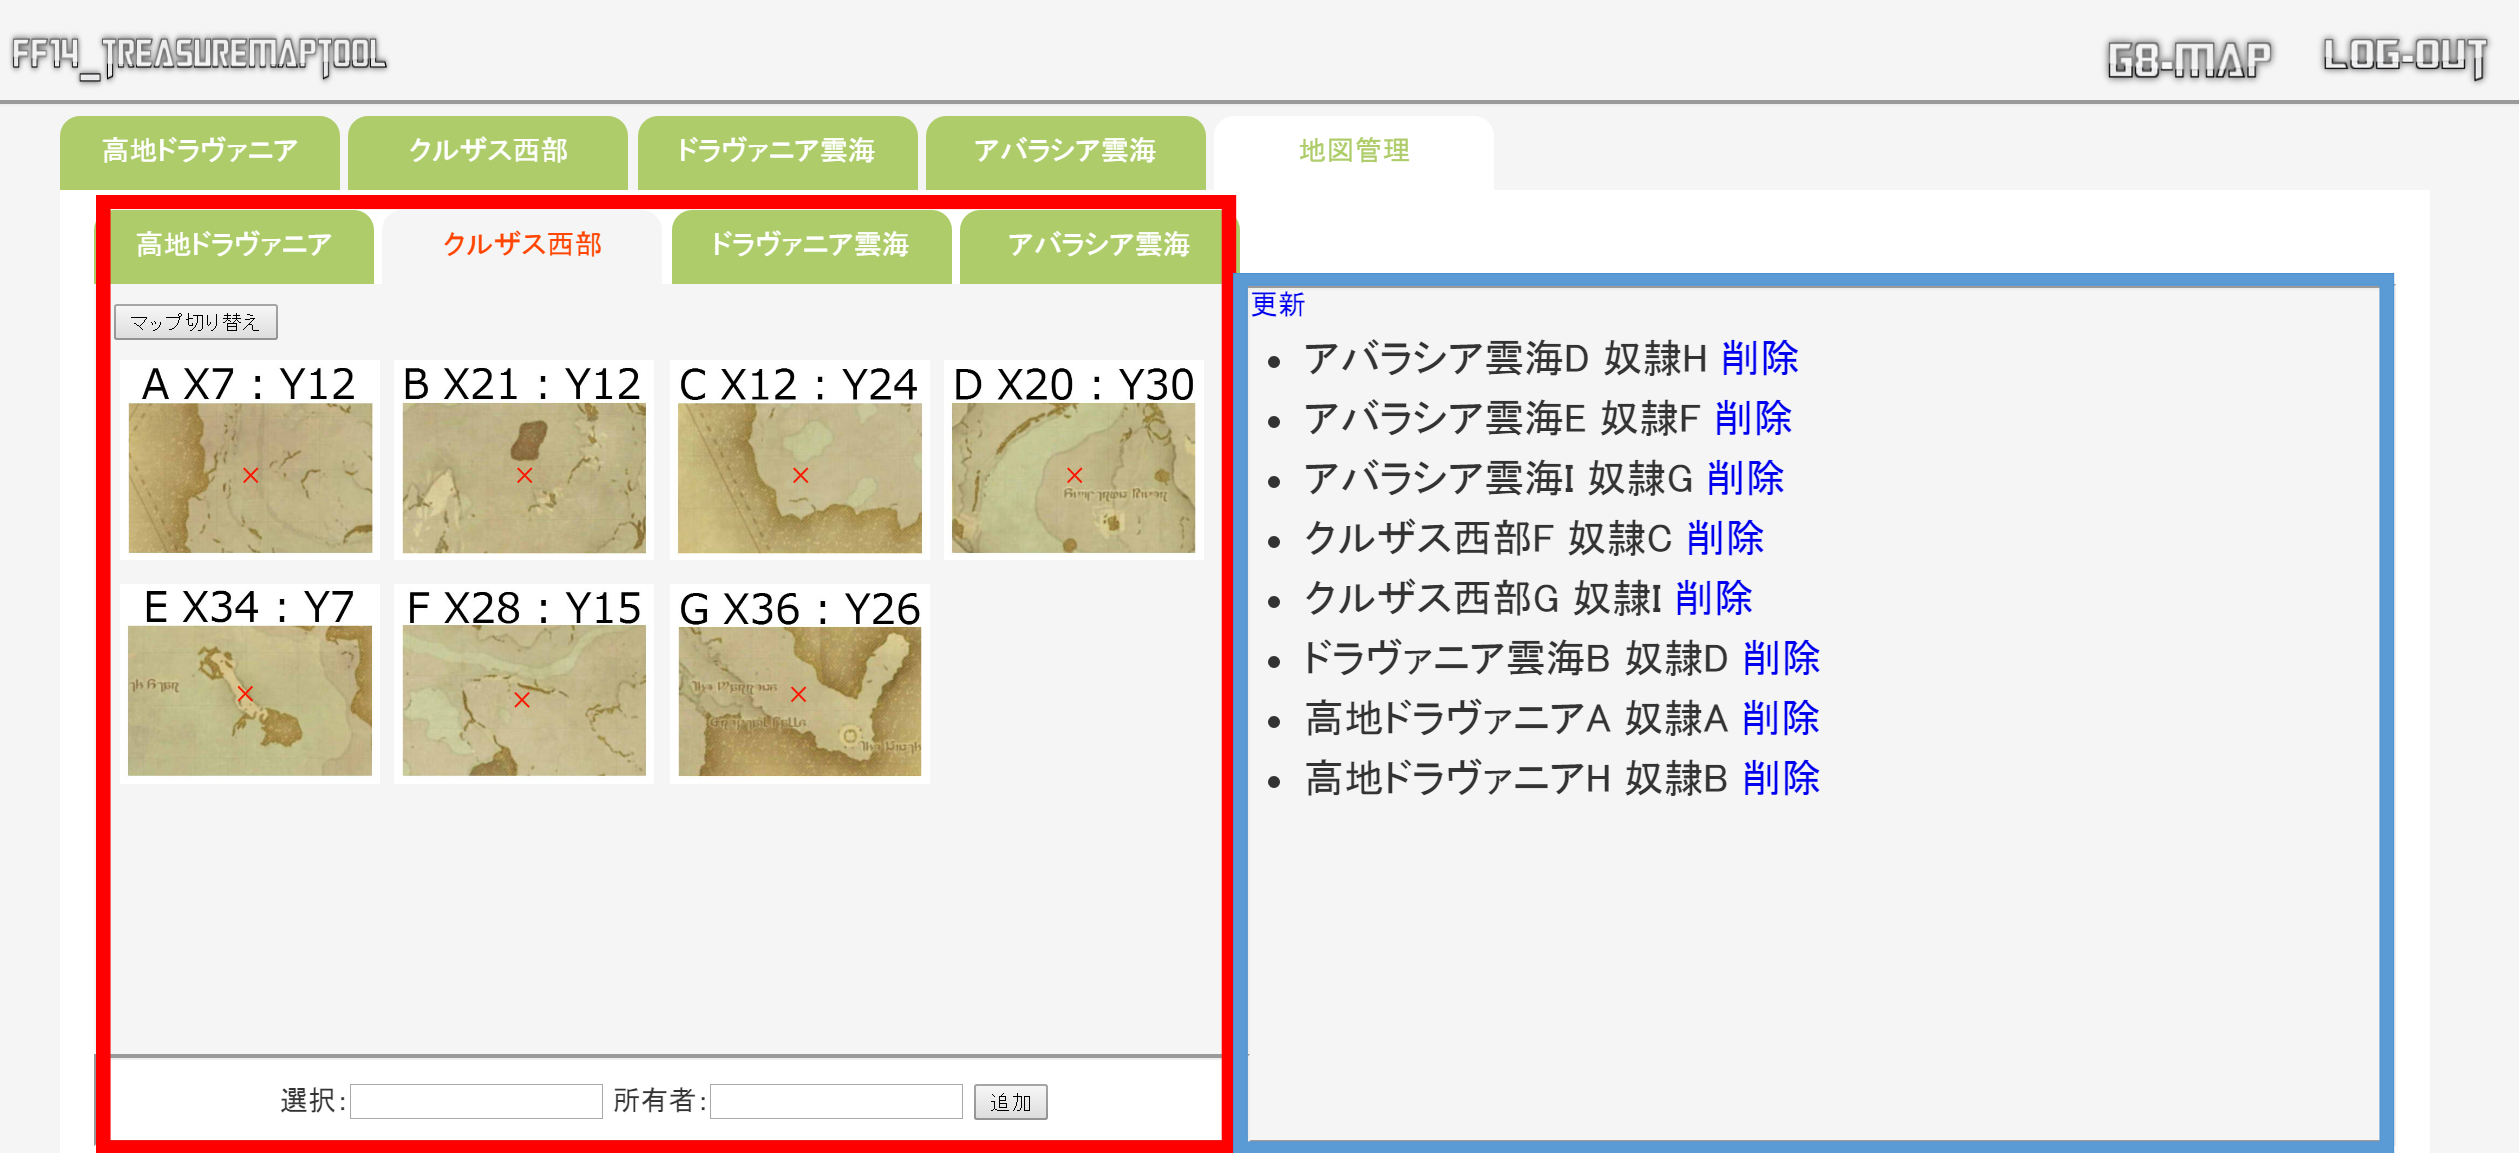 FF14_TREASUREMAPTOOL
G8-MAP LOG-OUT
高地ドラヴァニア クルザス西部 ドラヴァニア雲海 アバラシア雲海 地図管理
高地ドラヴァニア クルザス西部 ドラヴァニア雲海 アバラシア雲海
マップ切り替え
A X7 : Y12
B X21 : Y12
C X12 : Y24
D X20 : Y30
E X34 : Y7
F X28 : Y15
G X36 : Y26
選択: 所有者: 追加
更新
アバラシア雲海D 奴隷H 削除
アバラシア雲海E 奴隷F 削除
アバラシア雲海I 奴隷G 削除
クルザス西部F 奴隷C 削除
クルザス西部G 奴隷I 削除
ドラヴァニア雲海B 奴隷D 削除
高地ドラヴァニアA 奴隷A 削除
高地ドラヴァニアH 奴隷B 削除